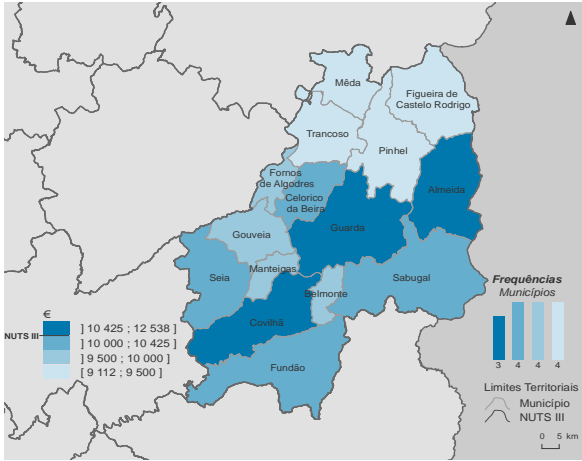 Mêda
Figueira de
Castelo Rodrigo
Trancoso
Pinhel
Fornos
de Algodres
Almeida
Celorico
da Beira
Guarda
Gouveia
Manteigas
Seia
Sabugal
Belmonte
Covilhã
Fundão
€
NUTS III
] 10 425 ; 12 538 ]
] 10 000 ; 10 425 ]
] 9 500 ; 10 000 ]
[ 9 112 ; 9 500 ]
Frequências
Municípios
3 4 4 4
Limites Territoriais
Município
NUTS III
0 5 km